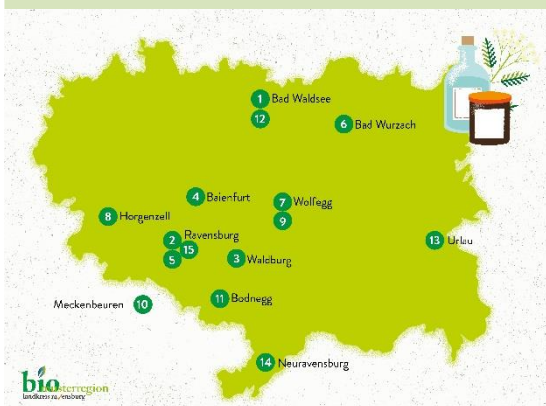 1 Bad Waldsee
12
6 Bad Wurzach
4 Baienfurt
7 Wolfegg
9
8 Horgenzell
2 Ravensburg
15
5
3 Waldburg
13 Urlau
Meckenbeuren 10
11 Bodnegg
14 Neuravensburg
bio
musterregion
landkreis ravensburg